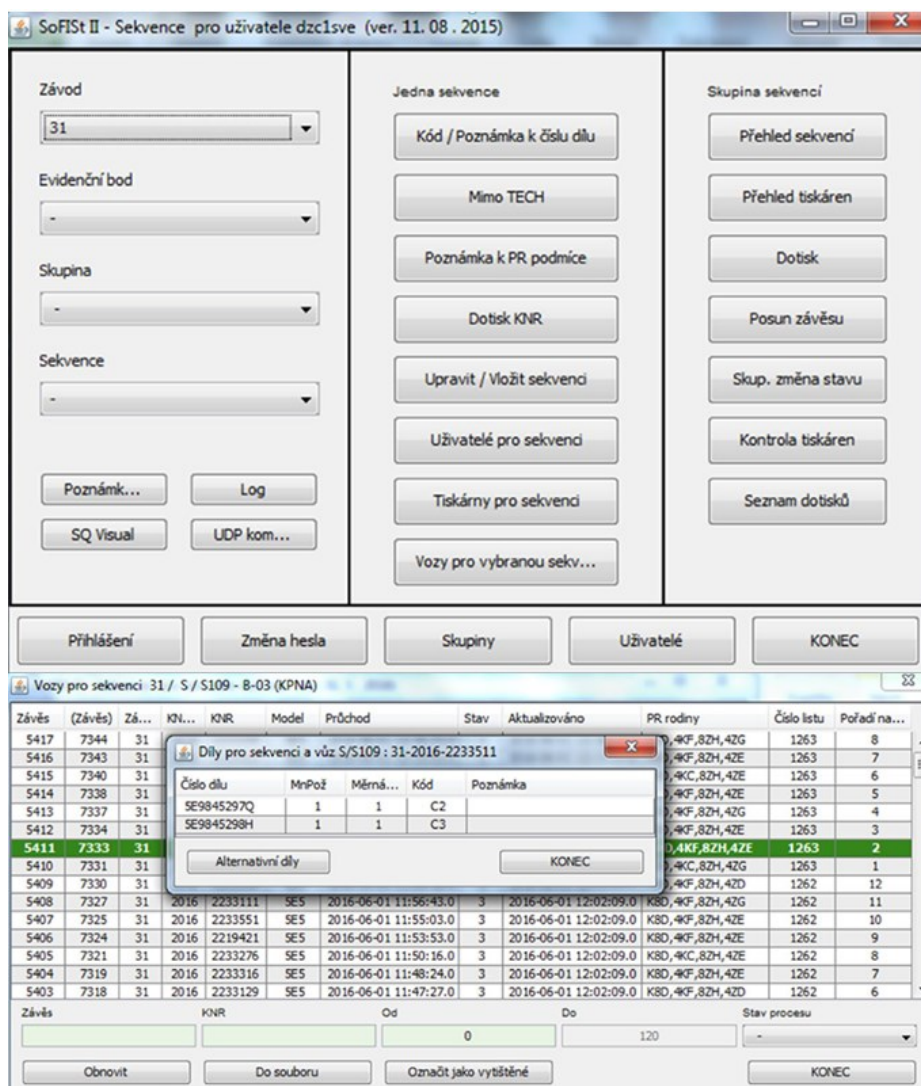 SoFISt II - Sekvence pro uživatele dzc1sve (ver. 11. 08 . 2015)
Závod
31
Evidenční bod
-
Skupina
-
Sekvence
-
Poznámk...
Log
SQ Visual
UDP kom...
Jedna sekvence
Kód / Poznámka k číslu dílu
Mimo TECH
Poznámka k PR podmíce
Dotisk KNR
Upravit / Vložit sekvenci
Uživatelé pro sekvenci
Tiskárny pro sekvenci
Vozy pro vybranou sekv...
Skupina sekvencí
Přehled sekvencí
Přehled tiskáren
Dotisk
Posun závěsu
Skup. změna stavu
Kontrola tiskáren
Seznam dotisků
Přihlášení
Změna hesla
Skupiny
Uživatelé
KONEC
Vozy pro sekvenci 31 / S / S109 - B-03 (KPNA)
Závěs (Závěs) Zá... KN... KNR Model Průchod Stav Aktualizováno PR rodiny Číslo listu Pořadí na...
5417 7344 31 ,4KF,8ZH,4ZG 1263 8
5416 7343 31 ,4KF,8ZH,4ZE 1263 7
5415 7340 31 ,4KC,8ZH,4ZE 1263 6
5414 7338 31 ,4KF,8ZH,4ZE 1263 5
5413 7337 31 ,4KF,8ZH,4ZG 1263 4
5412 7334 31 ,4KF,8ZH,4ZE 1263 3
5411 7333 31 ,4KF,8ZH,4ZE 1263 2
5410 7331 31 ,4KC,8ZH,4ZG 1263 1
5409 7330 31 ,4KF,8ZH,4ZD 1262 12
5408 7327 31 2016 2233111 5E5 2016-06-01 11:56:43.0 3 2016-06-01 12:02:09.0 K8D,4KF,8ZH,4ZG 1262 11
5407 7325 31 2016 2233551 5E5 2016-06-01 11:55:03.0 3 2016-06-01 12:02:09.0 K8D,4KF,8ZH,4ZE 1262 10
5406 7324 31 2016 2219421 5E5 2016-06-01 11:53:53.0 3 2016-06-01 12:02:09.0 K8D,4KF,8ZH,4ZE 1262 9
5405 7321 31 2016 2233276 5E5 2016-06-01 11:50:16.0 3 2016-06-01 12:02:09.0 K8D,4KC,8ZH,4ZE 1262 8
5404 7319 31 2016 2233316 5E5 2016-06-01 11:48:24.0 3 2016-06-01 12:02:09.0 K8D,4KF,8ZH,4ZE 1262 7
5403 7318 31 2016 2233129 5E5 2016-06-01 11:47:27.0 3 2016-06-01 12:02:09.0 K8D,4KF,8ZH,4ZD 1262 6
Díly pro sekvenci a vůz S/S109 : 31-2016-2233511
Číslo dílu MnPož Měrná... Kód Poznámka
5E9845297Q 1 1 C2
5E9845298H 1 1 C3
Alternativní díly
KONEC
Závěs KNR Od Do Stav procesu
0 120 -
Obnovit
Do souboru
Označit jako vytištěné
KONEC